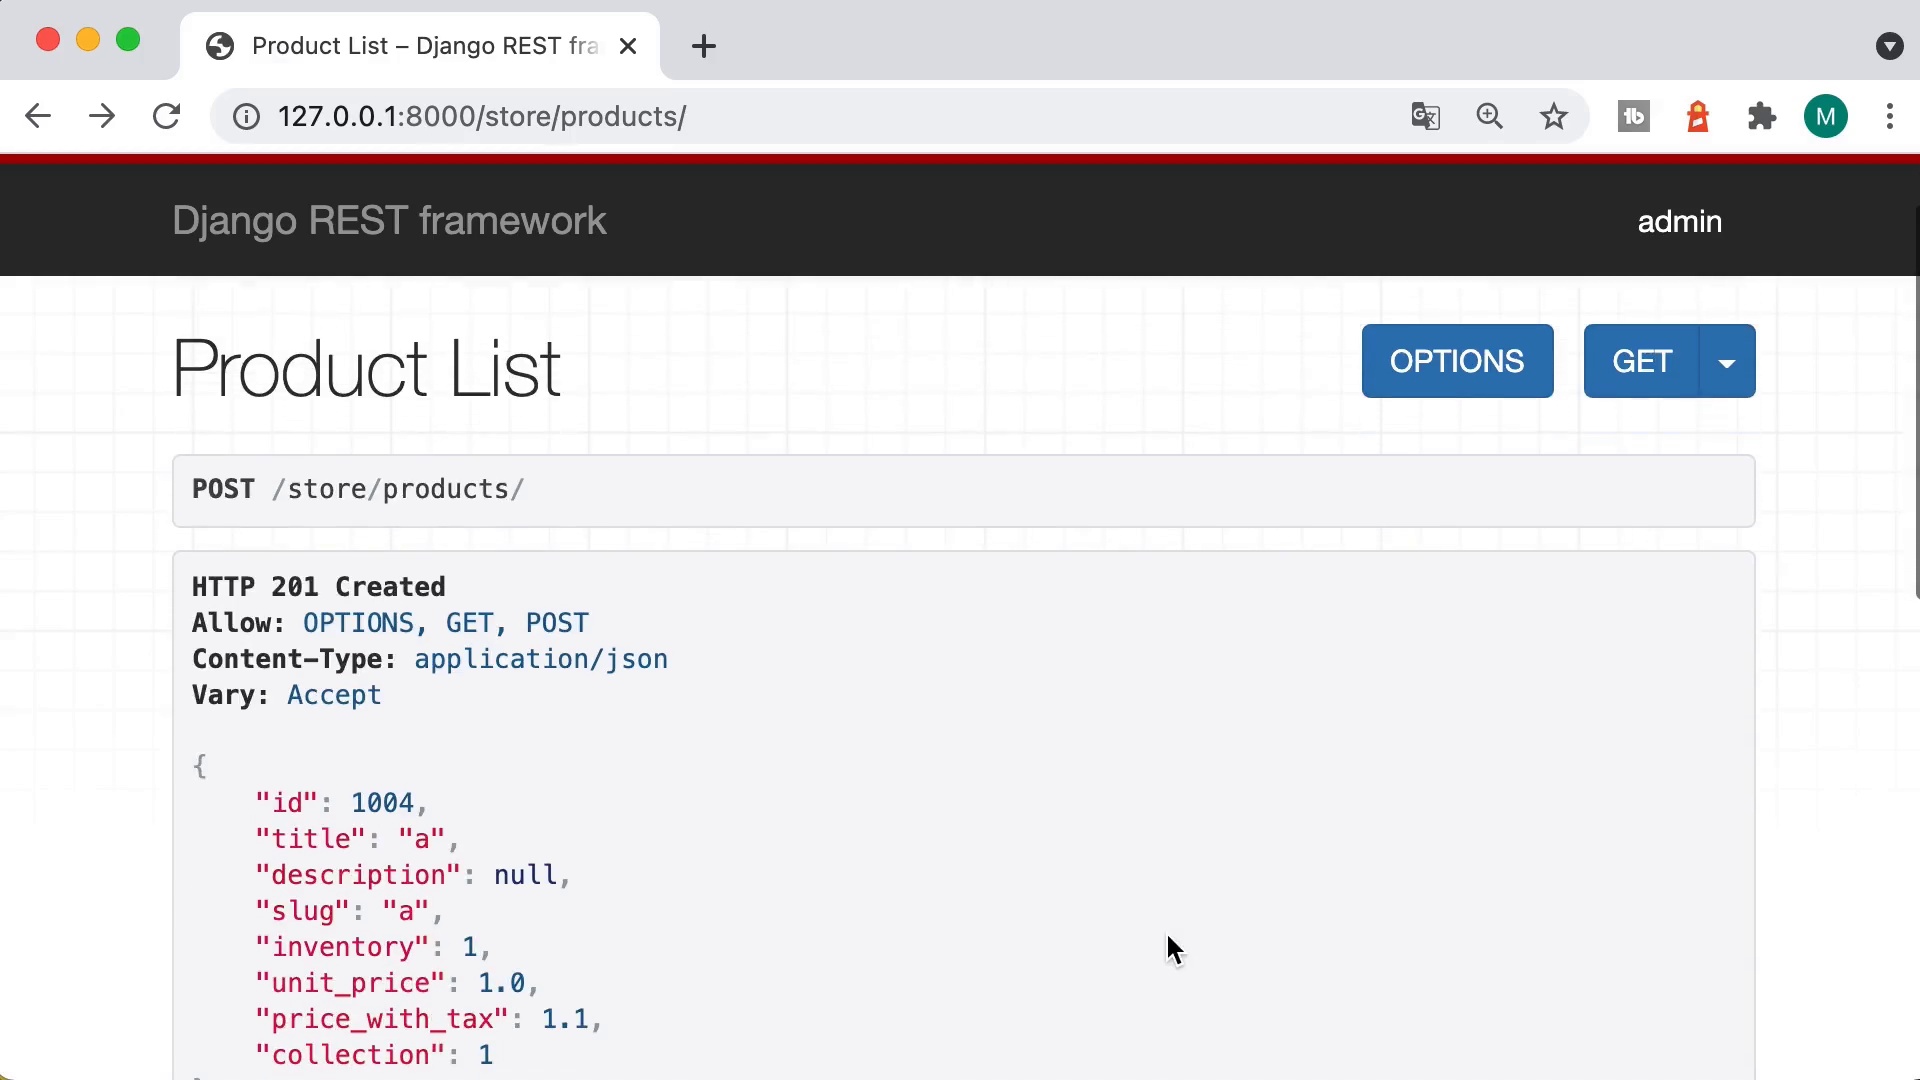 Product List – Django REST fra
127.0.0.1:8000/store/products/
M
Django REST framework
admin
Product List
OPTIONS
GET
POST /store/products/
HTTP 201 Created
Allow: OPTIONS, GET, POST
Content-Type: application/json
Vary: Accept
{
"id": 1004,
"title": "a",
"description": null,
"slug": "a",
"inventory": 1,
"unit_price": 1.0,
"price_with_tax": 1.1,
"collection": 1